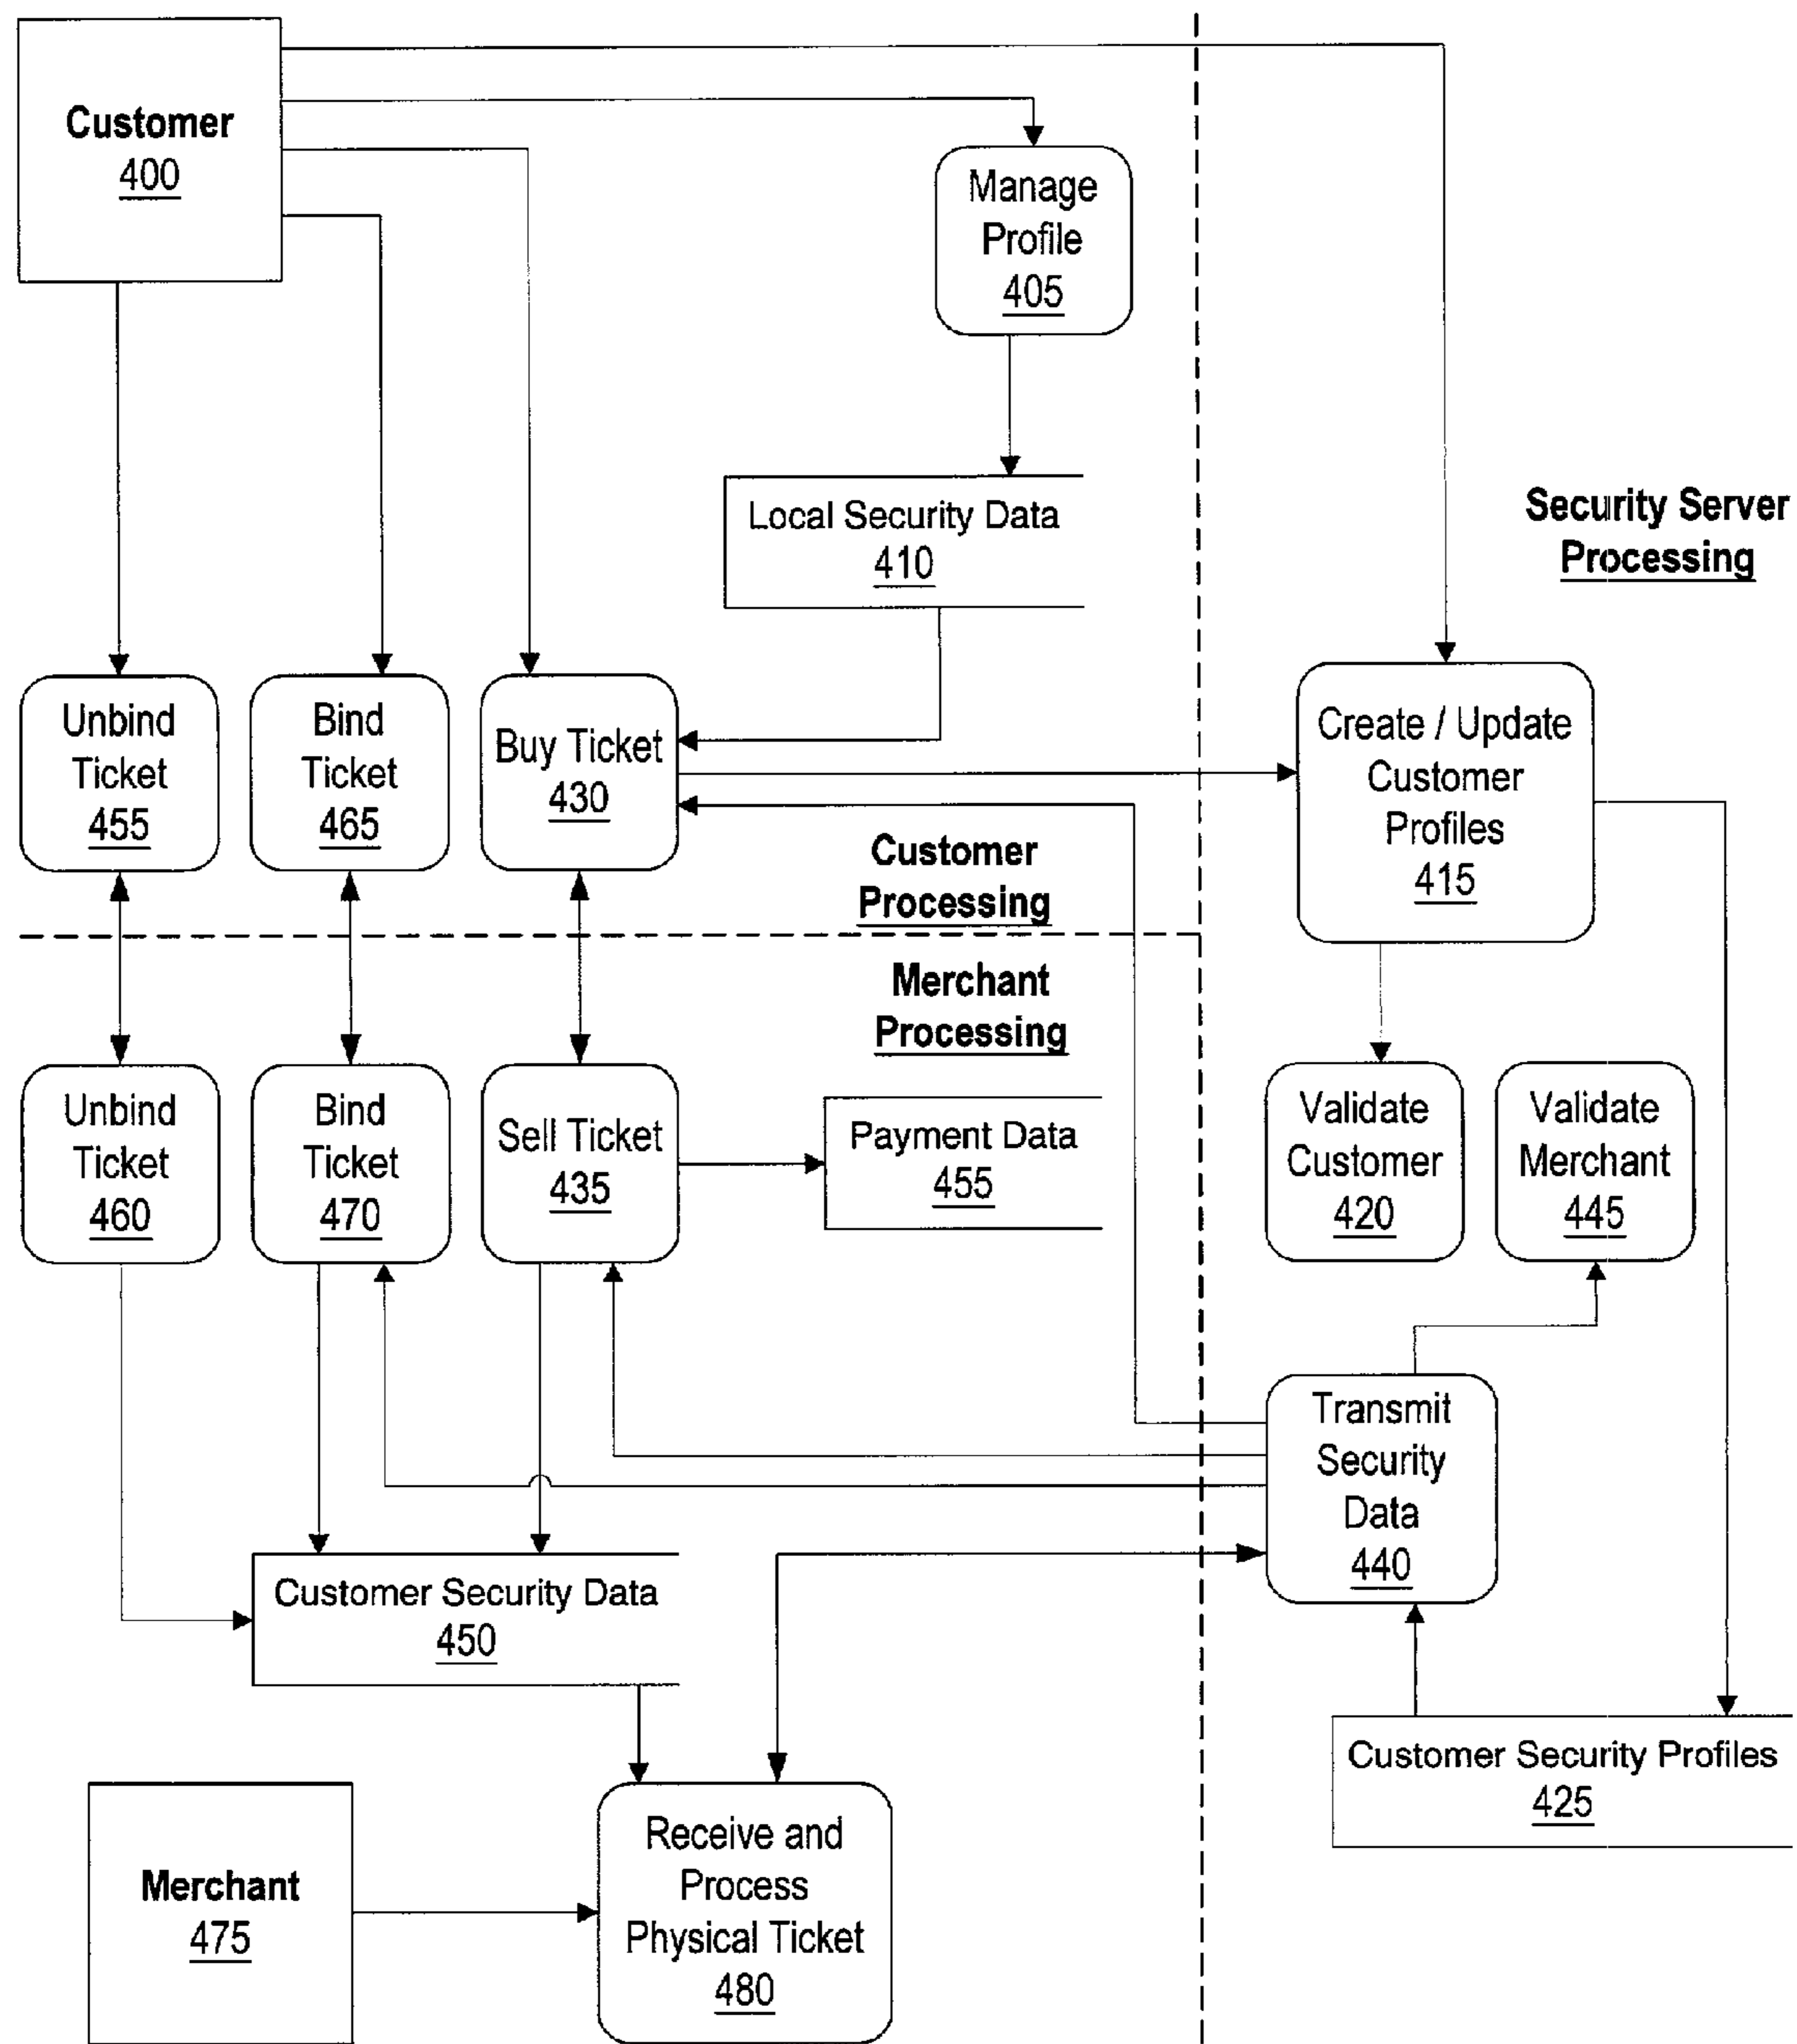 Customer
400
Manage
Profile
405
Local Security Data
410
Security Server
Processing
Unbind
Ticket
455
Bind
Ticket
465
Buy Ticket
430
Create / Update
Customer
Profiles
415
Customer
Processing
Merchant
Processing
Unbind
Ticket
460
Bind
Ticket
470
Sell Ticket
435
Payment Data
455
Validate
Customer
420
Validate
Merchant
445
Transmit
Security
Data
440
Customer Security Data
450
Customer Security Profiles
425
Merchant
475
Receive and
Process
Physical Ticket
480